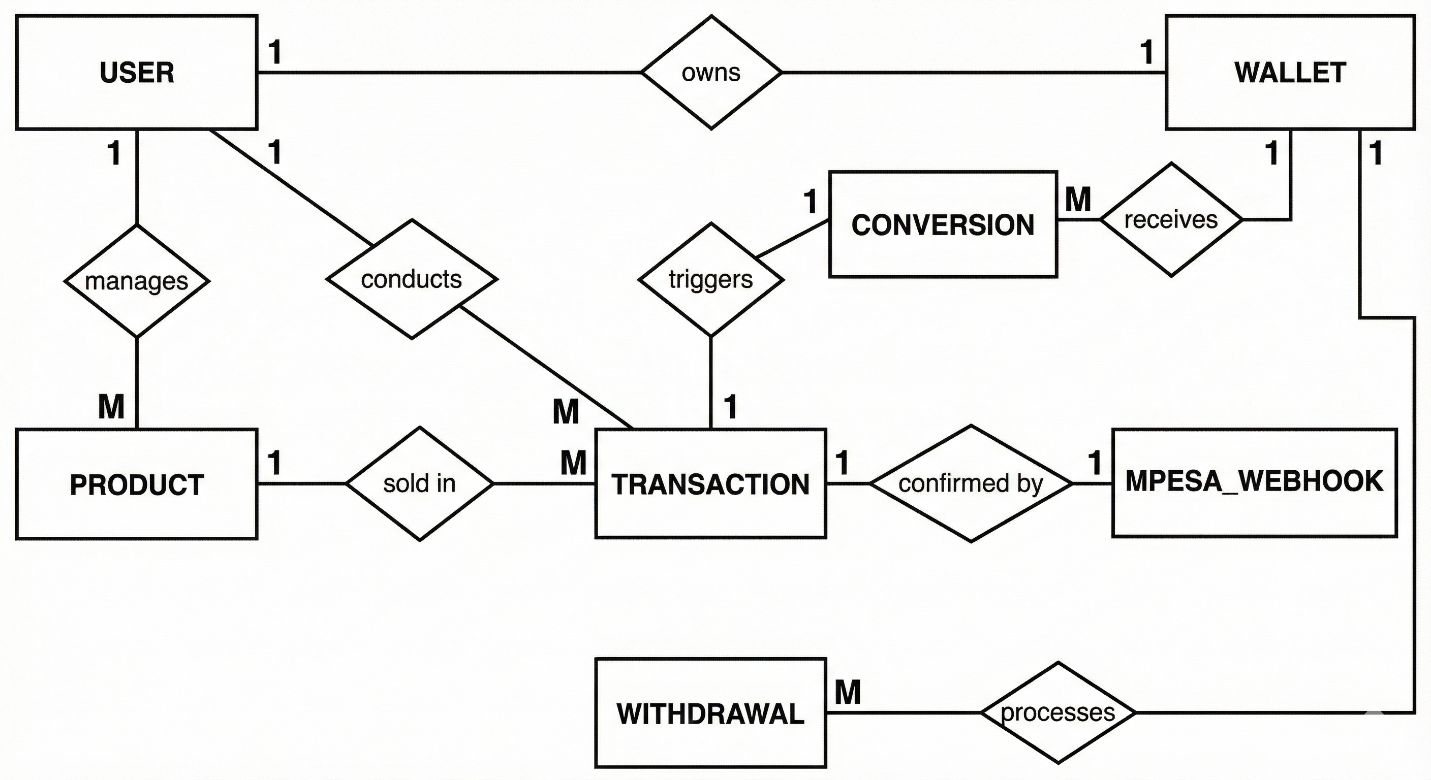 USER
1
owns
1
WALLET
1
1
1
1
1
CONVERSION
M
receives
manages
conducts
triggers
M
M
1
PRODUCT
1
sold in
M
TRANSACTION
1
confirmed by
1
MPESA_WEBHOOK
WITHDRAWAL
M
processes